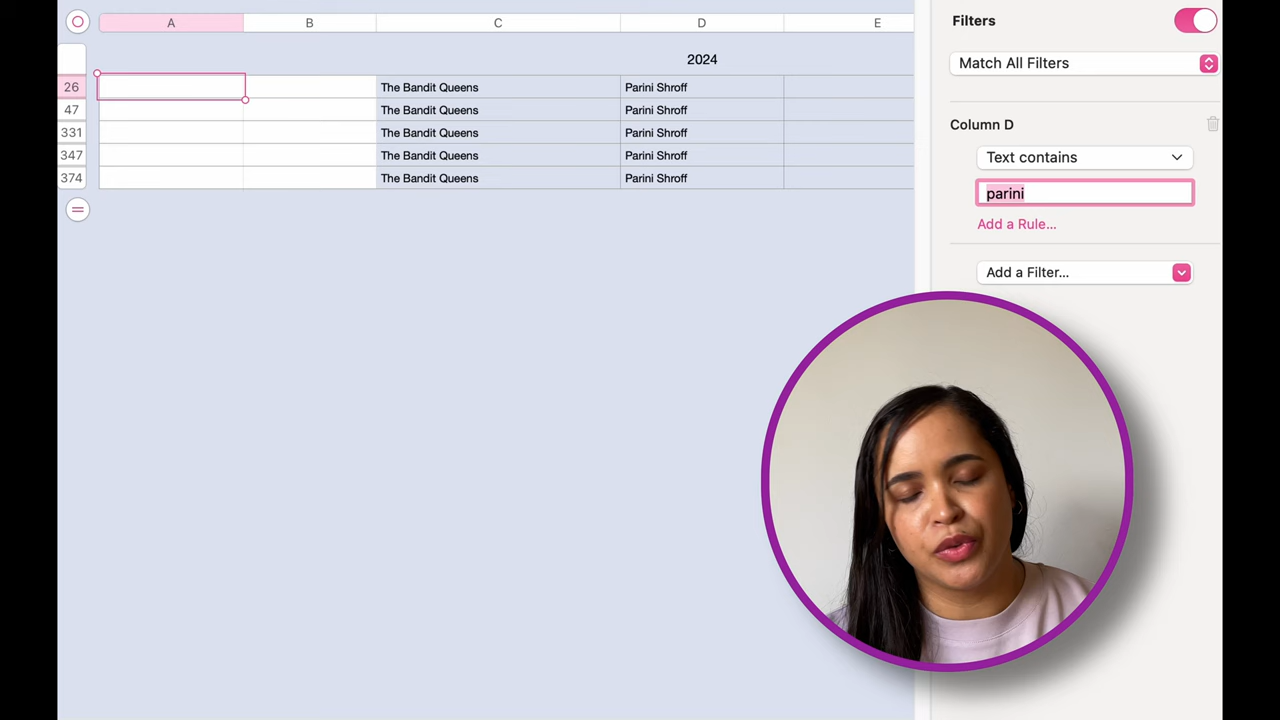 A B C D E
2024
26 The Bandit Queens Parini Shroff
47 The Bandit Queens Parini Shroff
331 The Bandit Queens Parini Shroff
347 The Bandit Queens Parini Shroff
374 The Bandit Queens Parini Shroff
Filters
Match All Filters
Column D
Text contains
parini
Add a Rule...
Add a Filter...